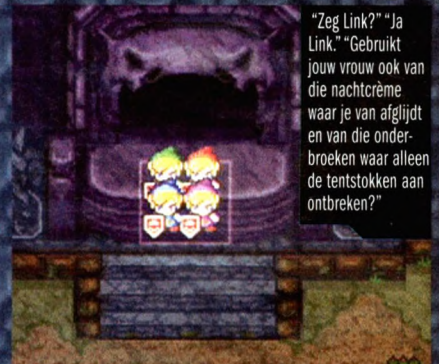 “Zeg Link?” “Ja
Link.” “Gebruikt
jouw vrouw ook van
die nachtcrème
waar je van afglijdt
en van die onder-
broeken waar alleen
de tentstokken aan
ontbreken?”